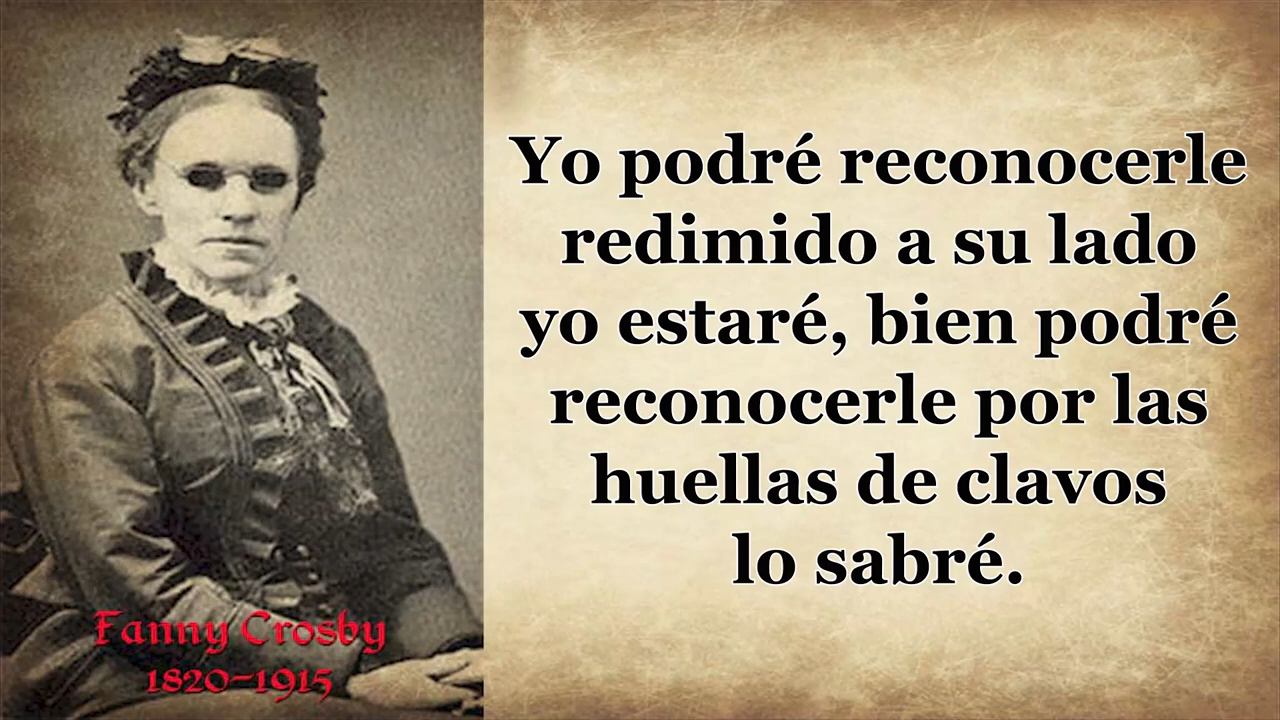 Yo podré reconocerle
redimido a su lado
yo estaré, bien podré
reconocerle por las
huellas de clavos
lo sabré.
Fanny Crosby
1820-1915